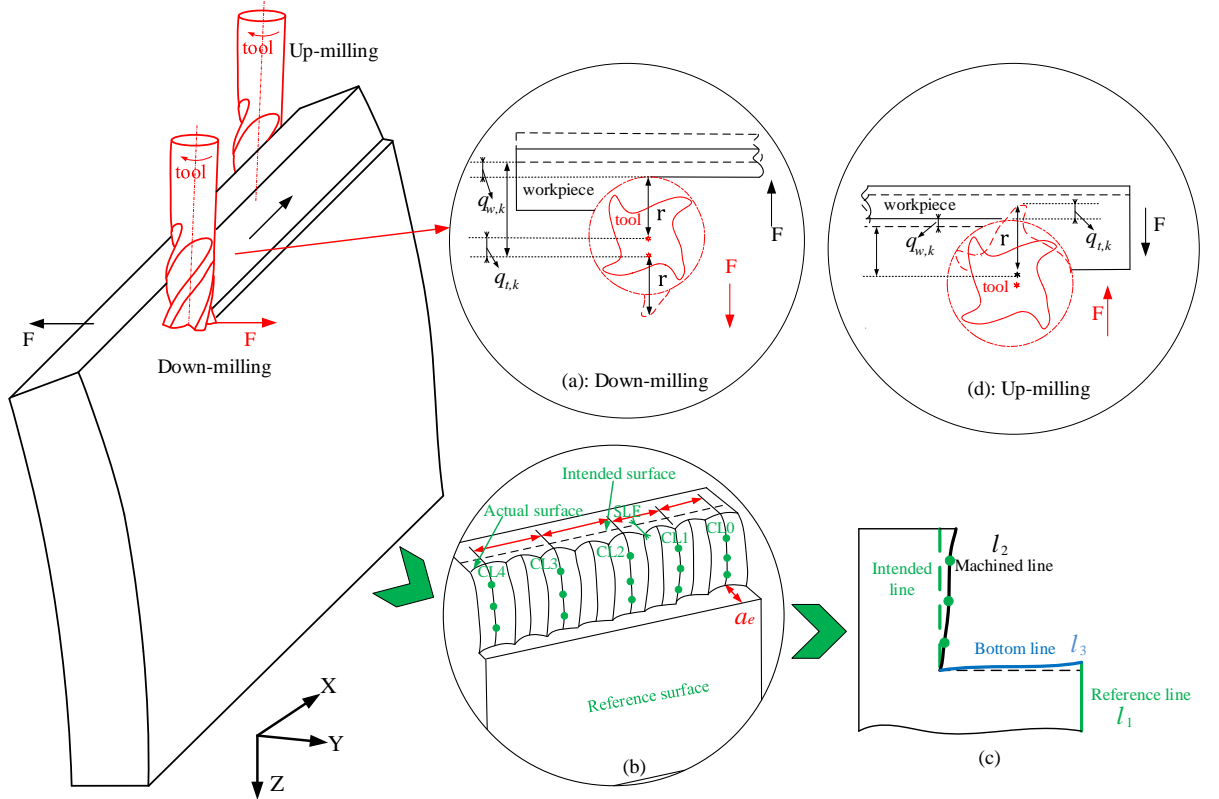 tool
Up-milling
tool
F
F
Down-milling
X
Y
Z
workpiece
q_{w,k}
r
tool
q_{t,k}
r
F
F
(a): Down-milling
workpiece
q_{w,k}
r
q_{t,k}
tool
F
F
(d): Up-milling
Intended surface
Actual surface
SLE
CL0
CL1
CL2
CL3
CL4
a_e
Reference surface
(b)
l_2
Intended line
Machined line
Bottom line l_3
Reference line
l_1
(c)